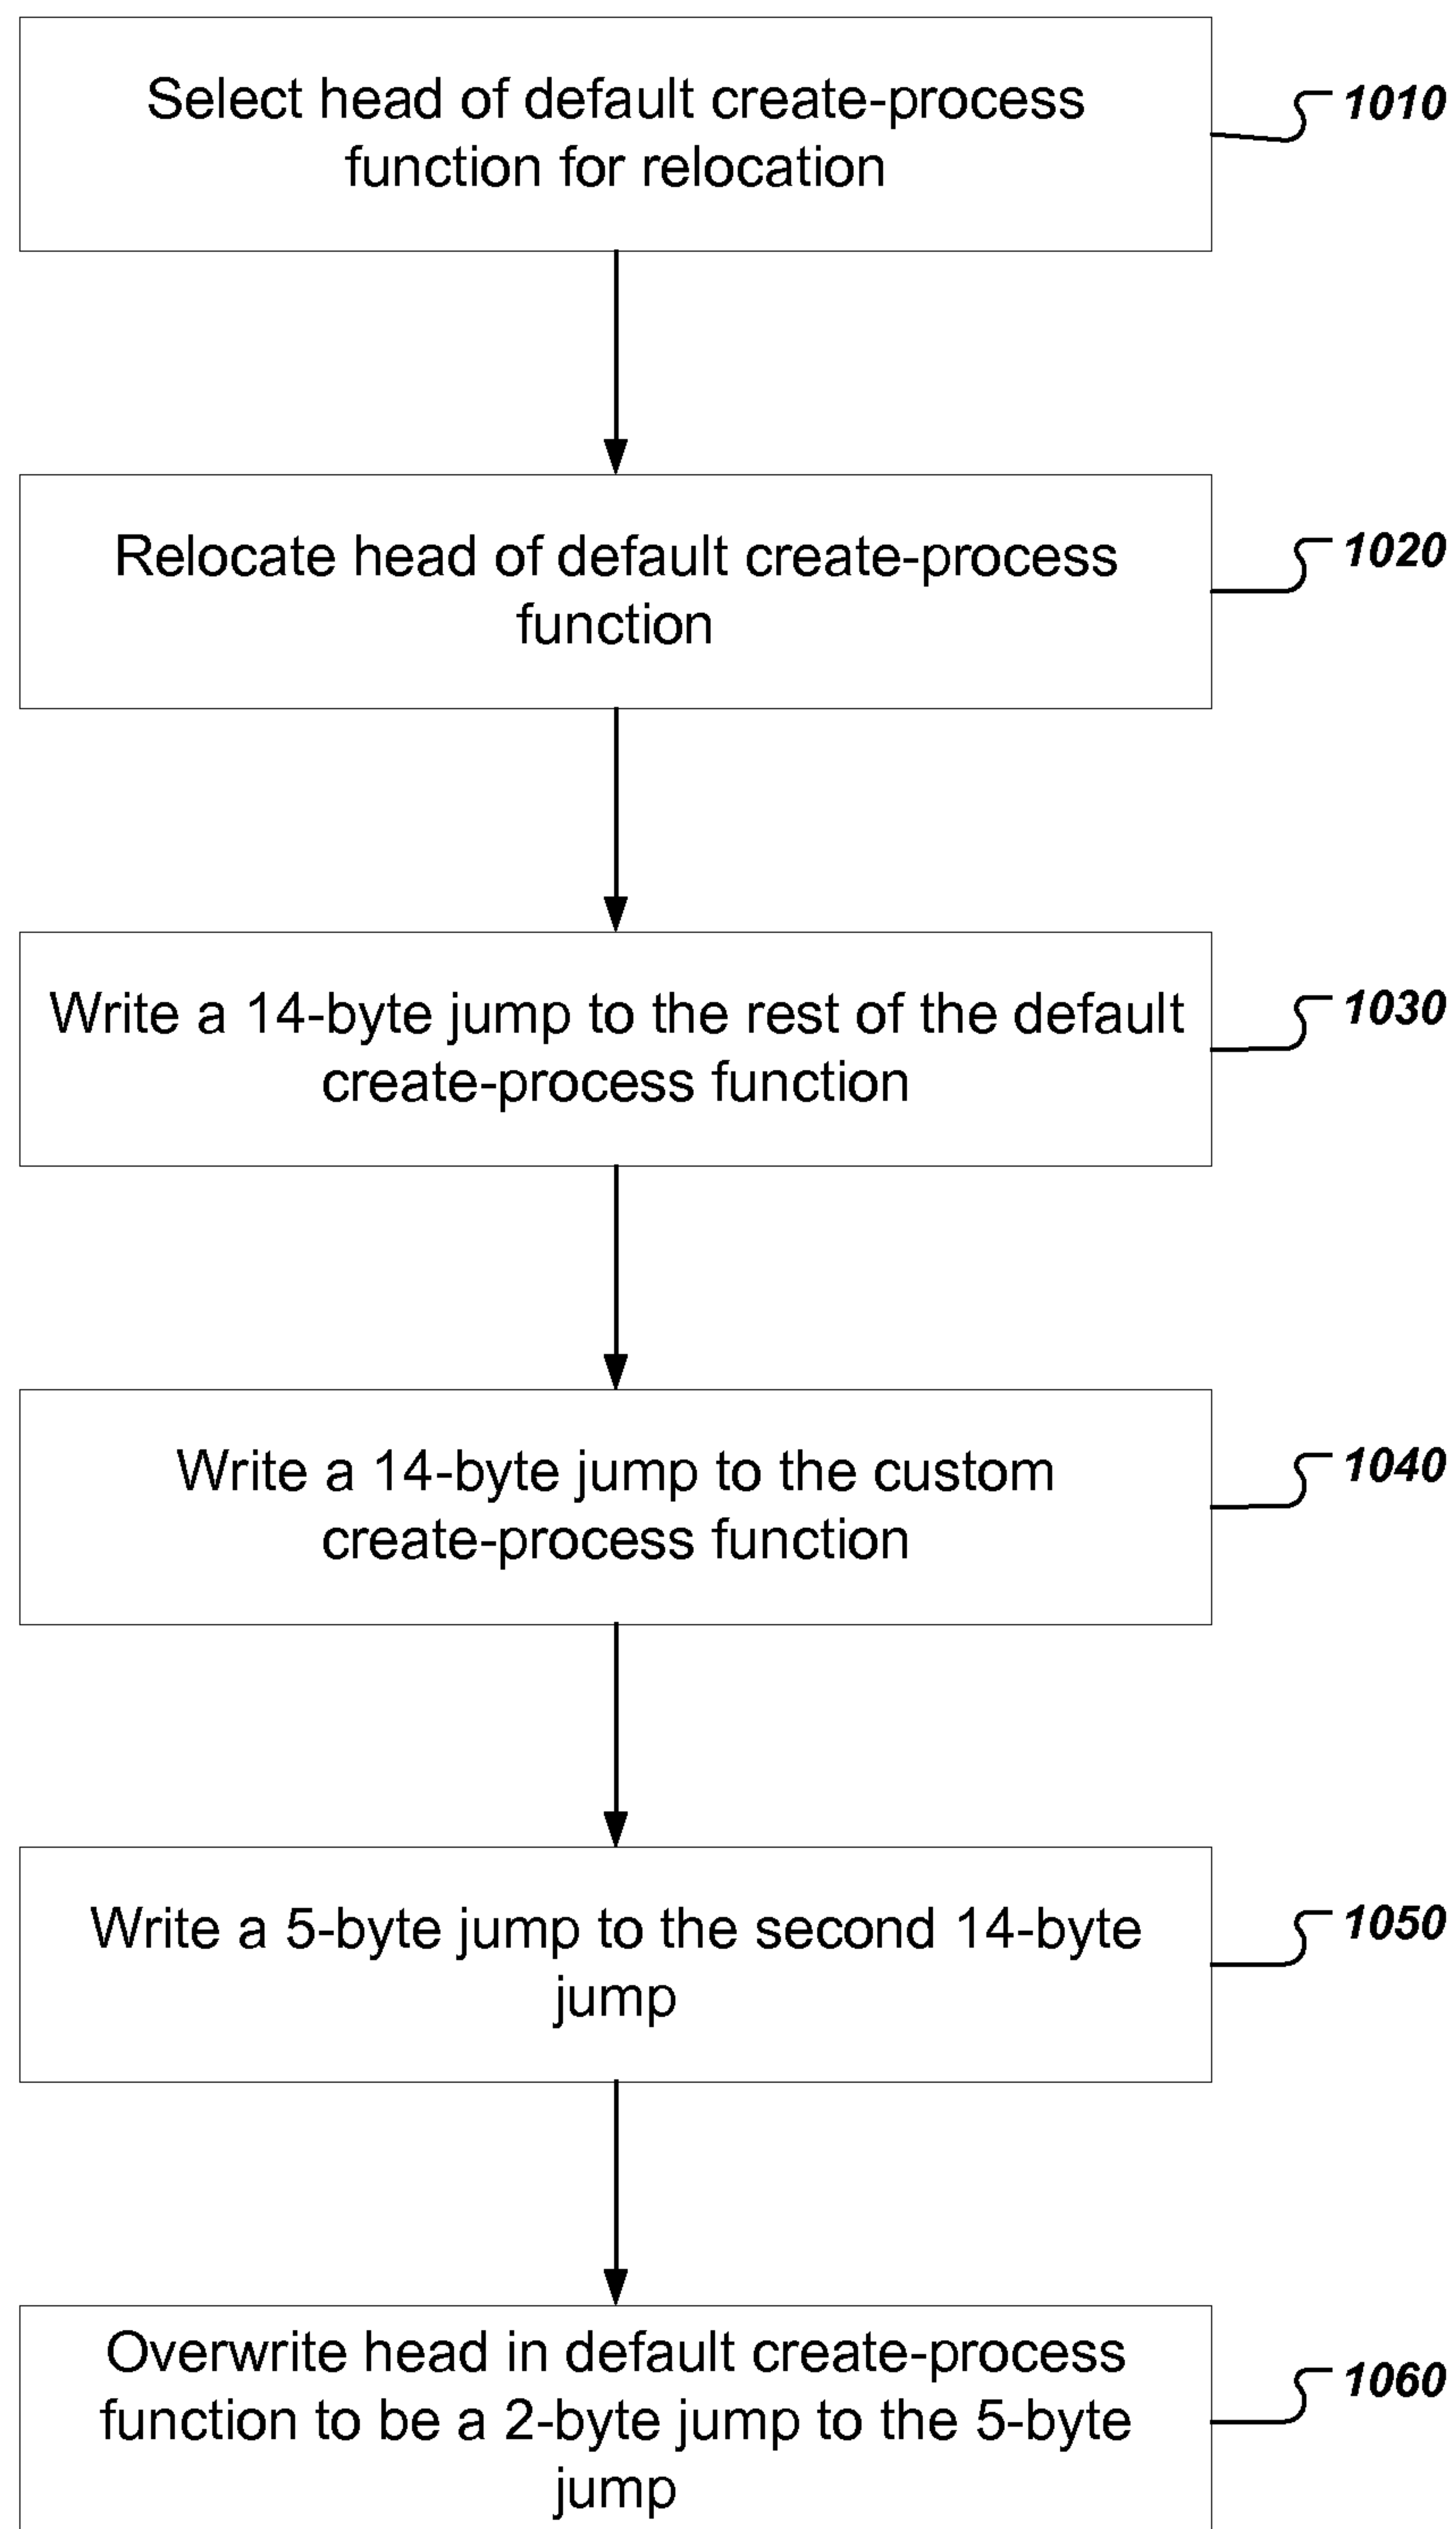 Select head of default create-process
function for relocation
1010
Relocate head of default create-process
function
1020
Write a 14-byte jump to the rest of the default
create-process function
1030
Write a 14-byte jump to the custom
create-process function
1040
Write a 5-byte jump to the second 14-byte
jump
1050
Overwrite head in default create-process
function to be a 2-byte jump to the 5-byte
jump
1060